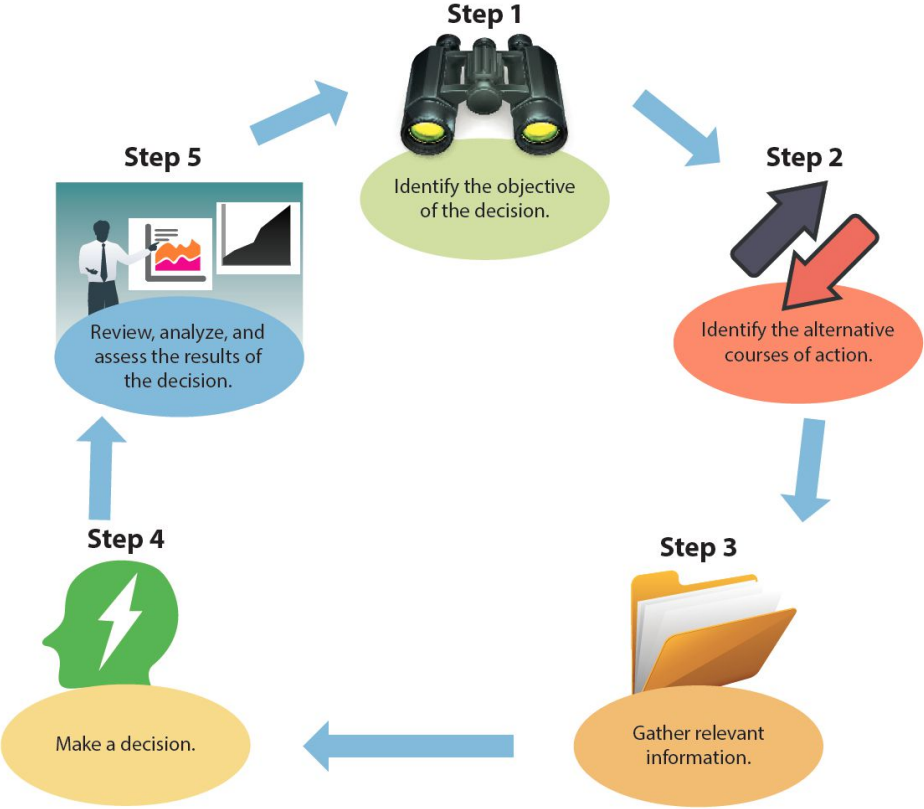 Step 1
Identify the objective
of the decision.
Step 2
Identify the alternative
courses of action.
Step 3
Gather relevant
information.
Step 4
Make a decision.
Step 5
Review, analyze, and
assess the results of
the decision.